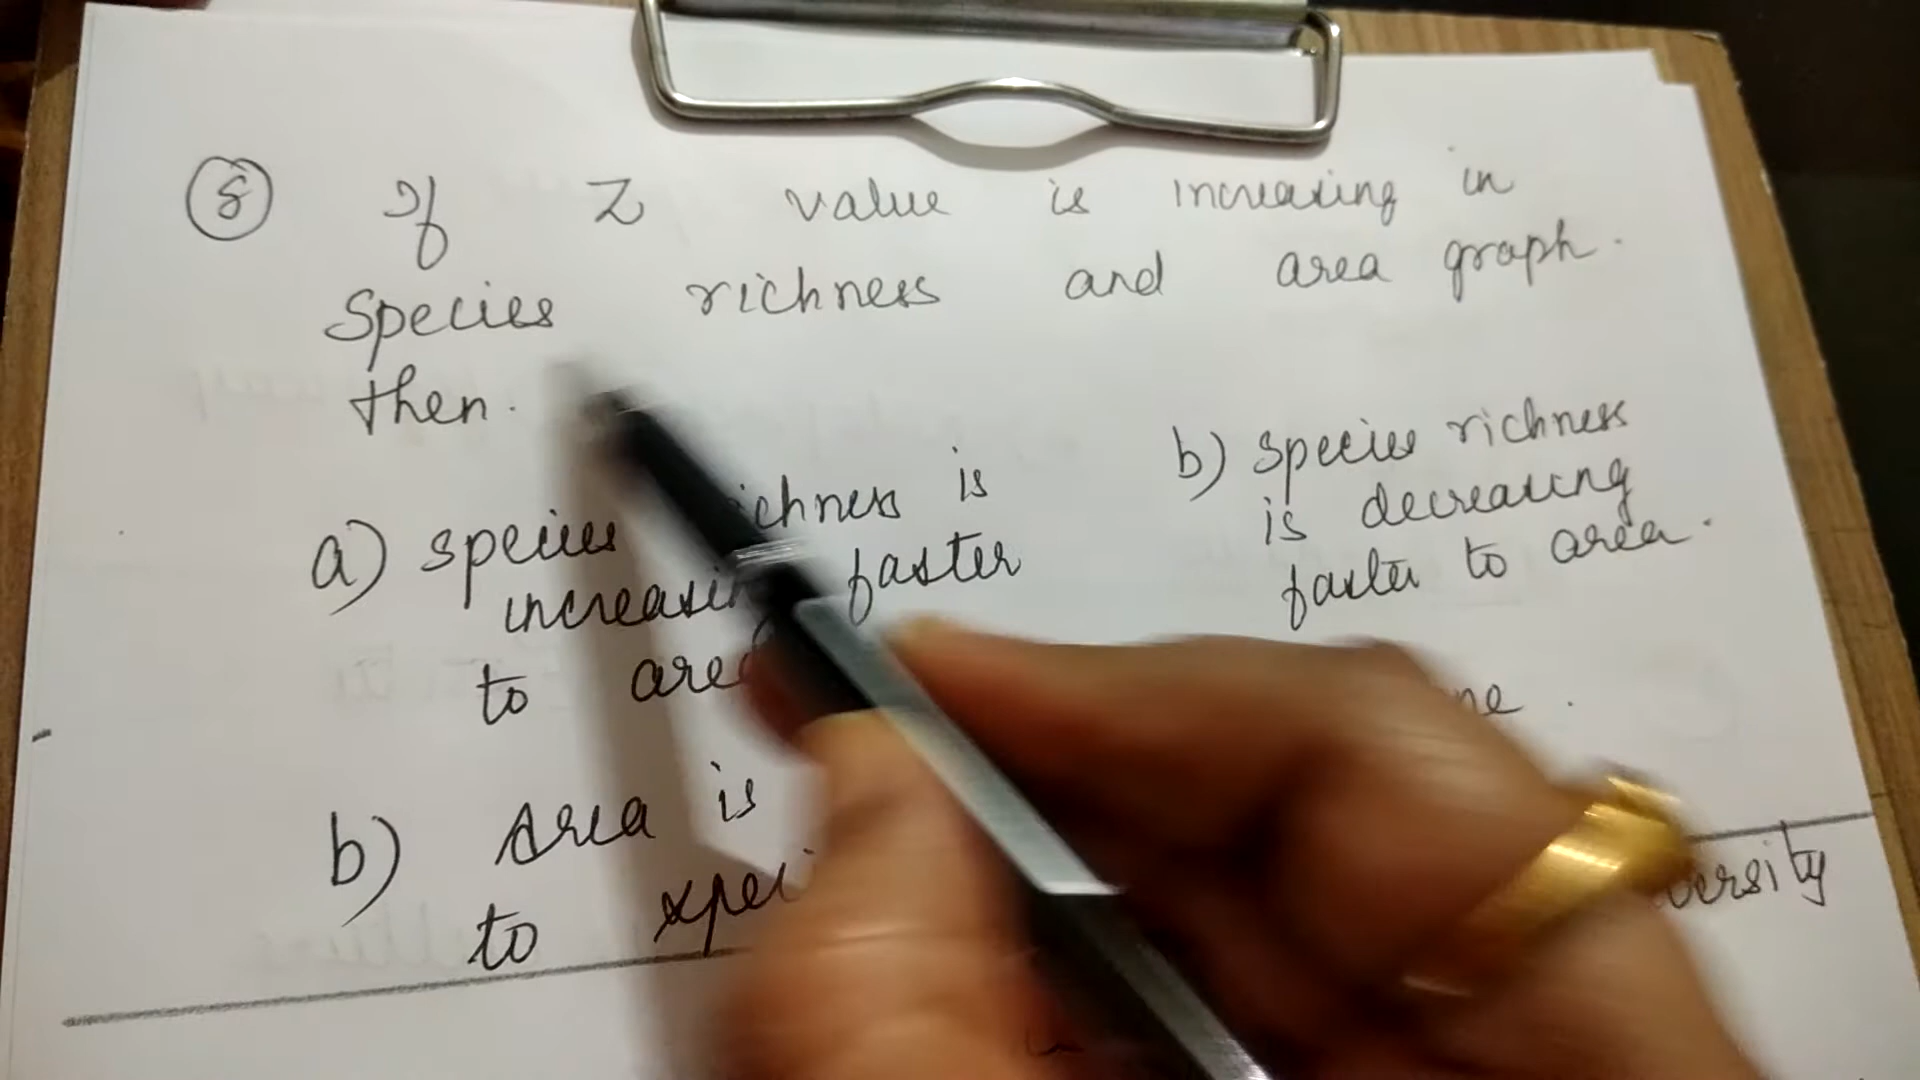 8 If Z value is increasing in
Species richness and area graph.
then.
a) species richness is
increasing faster
to area
b) species richness
is decreasing
faster to area.
b) Area is
to